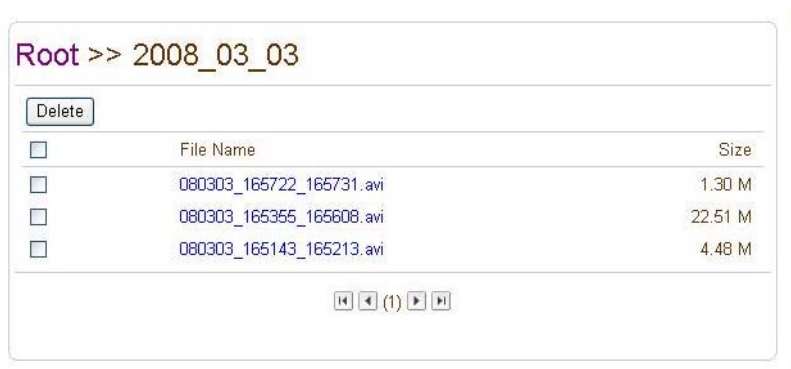 Root >> 2008_03_03
Delete
File Name Size
080303_165722_165731.avi 1.30 M
080303_165355_165608.avi 22.51 M
080303_165143_165213.avi 4.48 M
(1)